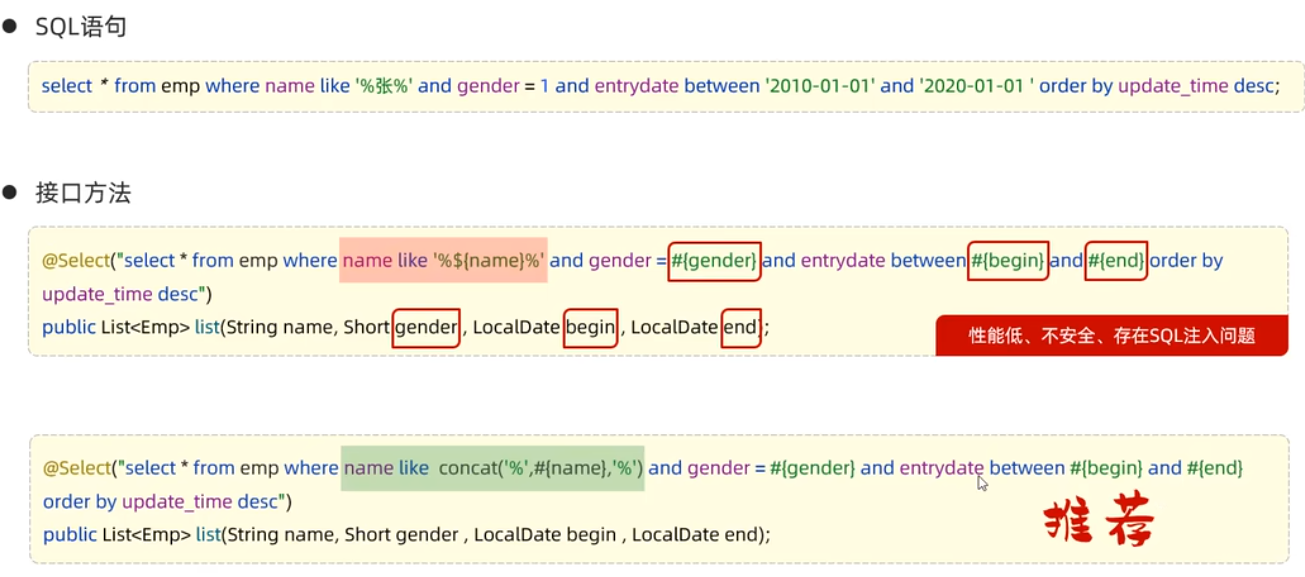 ● SQL语句
select * from emp where name like '%张%' and gender = 1 and entrydate between '2010-01-01' and '2020-01-01 ' order by update_time desc;
● 接口方法
@Select("select * from emp where name like '%${name}%' and gender = #{gender} and entrydate between #{begin} and #{end} order by
update_time desc")
public List<Emp> list(String name, Short gender , LocalDate begin , LocalDate end);
性能低、不安全、存在SQL注入问题
@Select("select * from emp where name like concat('%',#{name},'%') and gender = #{gender} and entrydate between #{begin} and #{end}
order by update_time desc")
public List<Emp> list(String name, Short gender , LocalDate begin , LocalDate end);
推荐